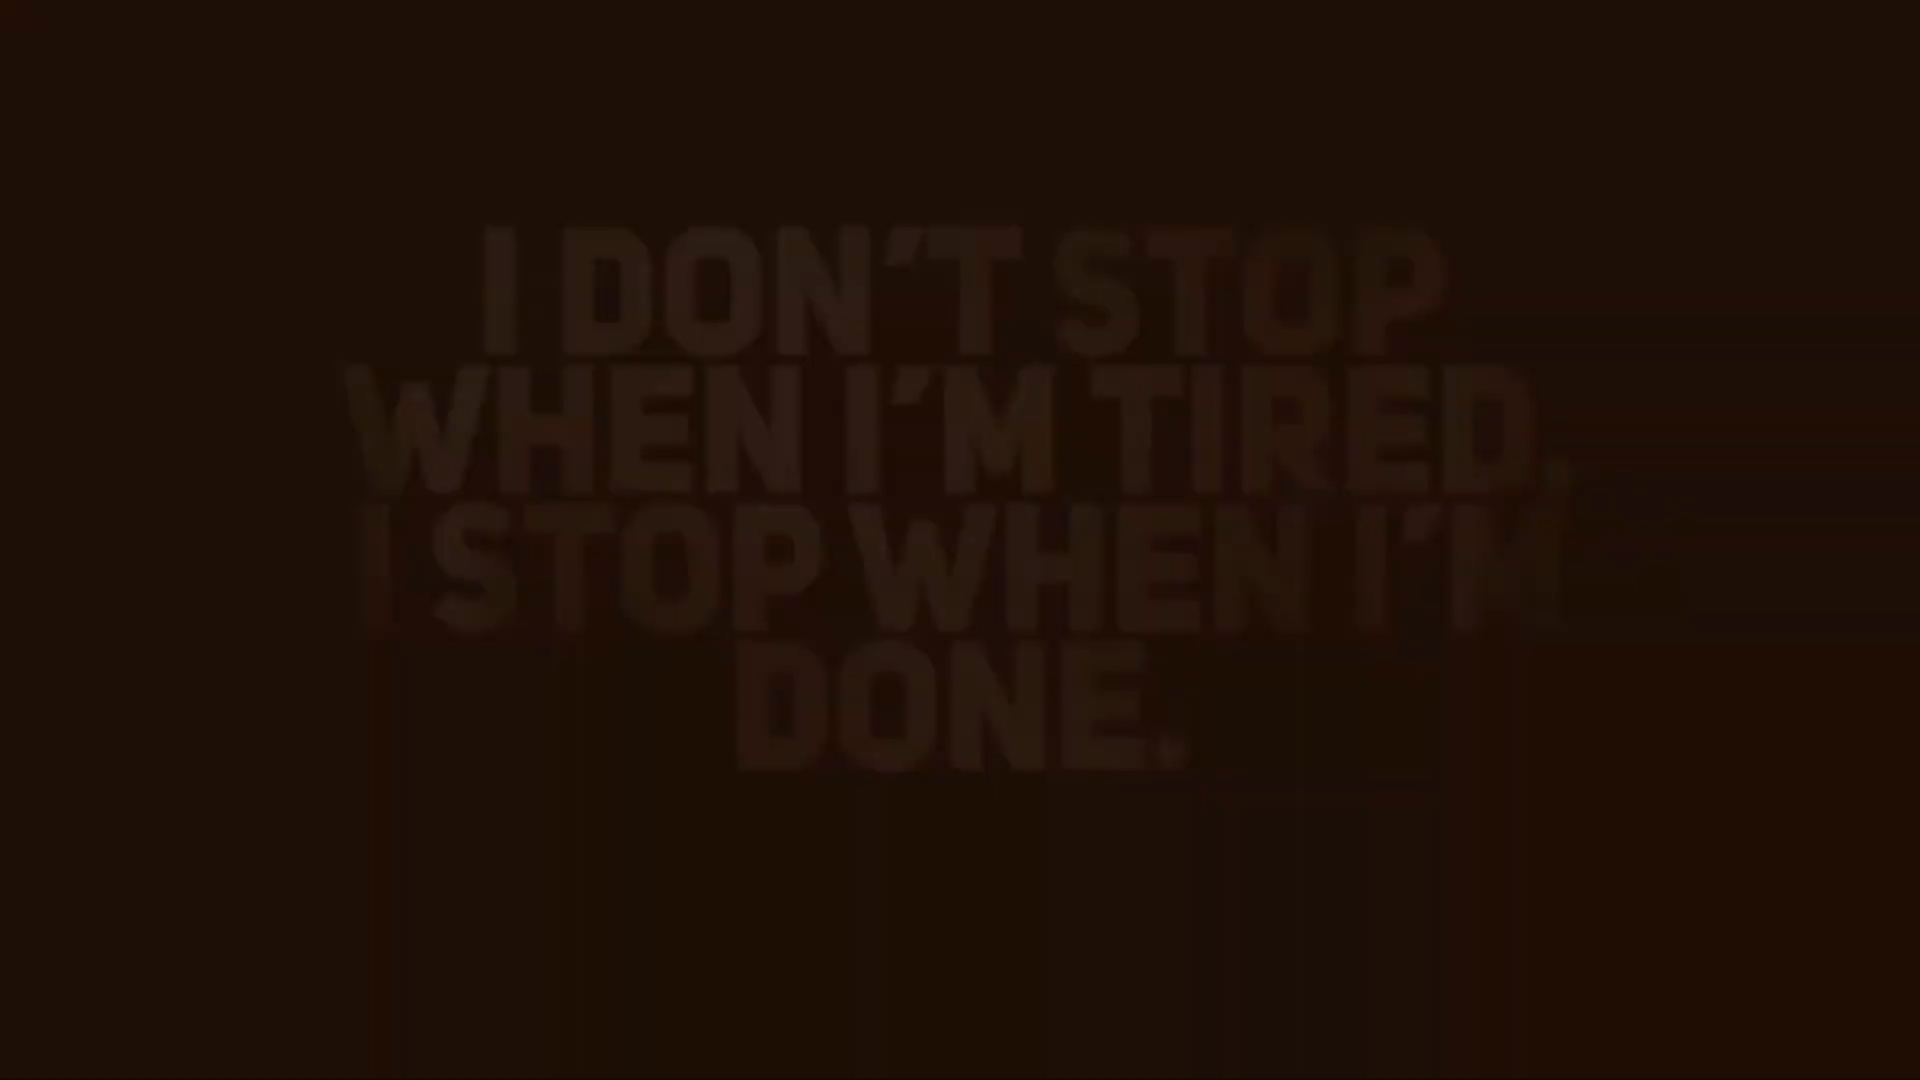 I DON’T STOP
WHEN I’M TIRED.
I STOP WHEN I’M
DONE.